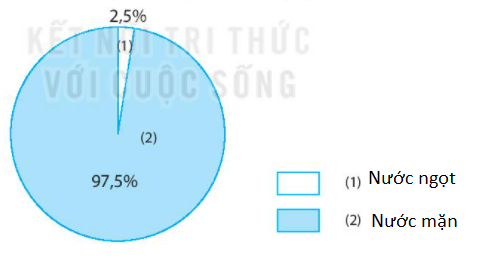 2,5%
KẾT NỐI TRI THỨC
(1)
VỚI CUỘC SỐNG
(2)
97,5%
(1) Nước ngọt
(2) Nước mặn